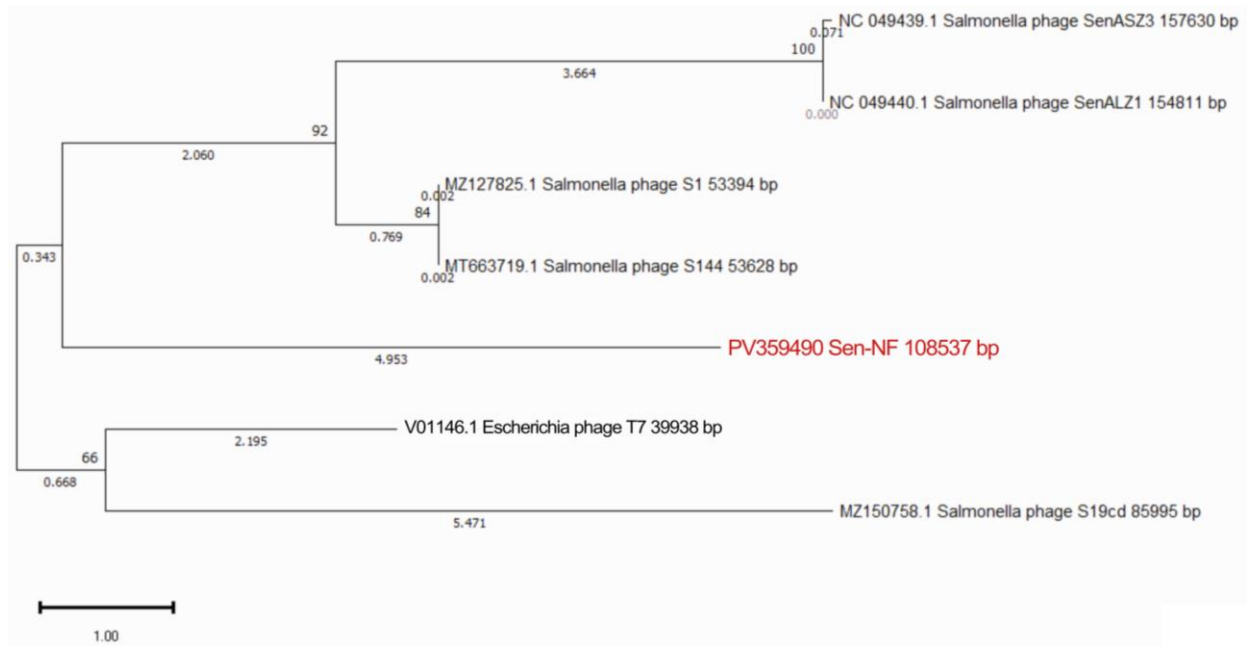 NC 049439.1 Salmonella phage SenASZ3 157630 bp
0.071
100
3.664
NC 049440.1 Salmonella phage SenALZ1 154811 bp
0.000
92
2.060
MZ127825.1 Salmonella phage S1 53394 bp
0.002
84
0.769
MT663719.1 Salmonella phage S144 53628 bp
0.002
0.343
PV359490 Sen-NF 108537 bp
4.953
V01146.1 Escherichia phage T7 39938 bp
2.195
66
0.668
MZ150758.1 Salmonella phage S19cd 85995 bp
5.471
1.00